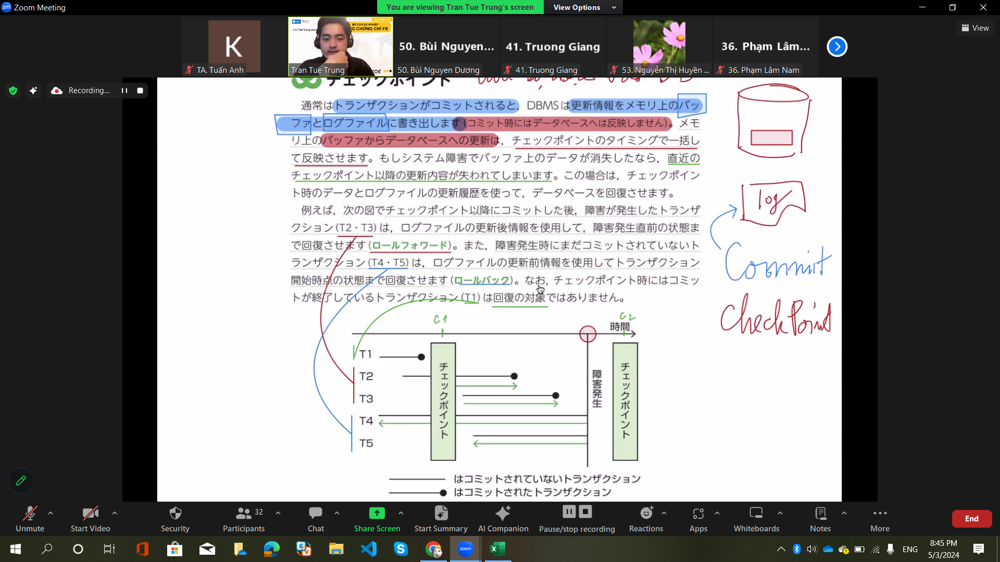 Zoom Meeting
You are viewing Tran Tue Trung's screen
View Options
View
K
TA. Tuấn Anh
MỞ CỬA SỰ NGHIỆP
NG CHỨNG CHỈ FE
Tran Tue Trung
50. Bùi Nguyen...
50. Bùi Nguyen Dương
41. Truong Giang
41. Truong Giang
53. Nguyễn Thị Huyền ...
36. Phạm Lâm...
36. Phạm Lâm Nam
Recording...
チェックポイント
通常はトランザクションがコミットされると，DBMSは更新情報をメモリ上のバッ
ファとログファイルに書き出します（コミット時にはデータベースへは反映しません）。メモ
リ上のバッファからデータベースへの更新は，チェックポイントのタイミングで一括し
て反映させます。もしシステム障害でバッファ上のデータが消失したなら，直近の
チェックポイント以降の更新内容が失われてしまいます。この場合は，チェックポイン
ト時のデータとログファイルの更新履歴を使って，データベースを回復させます。
例えば，次の図でチェックポイント以降にコミットした後，障害が発生したトランザ
クション（T2・T3）は，ログファイルの更新後情報を使用して，障害発生直前の状態ま
で回復させます（ロールフォワード）。また，障害発生時にまだコミットされていないト
ランザクション（T4・T5）は，ログファイルの更新前情報を使用してトランザクション
開始時点の状態まで回復させます（ロールバック）。なお，チェックポイント時にはコミッ
トが終了しているトランザクション（T1）は回復の対象ではありません。
log
Commit
CheckPoint
C1
C2
時間
T1
T2
T3
T4
T5
チェックポイント
障害発生
チェックポイント
はコミットされていないトランザクション
はコミットされたトランザクション
Unmute
Start Video
Security
Participants
32
Chat
Share Screen
Start Summary
AI Companion
Pause/stop recording
Reactions
Apps
Whiteboards
Notes
More
End
zoom
ENG
8:45 PM
5/3/2024